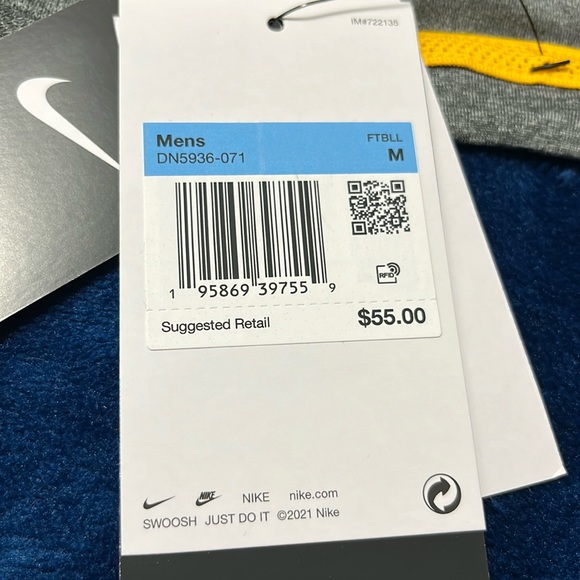 IM#722135
Mens FTBLL
DN5936-071 M
RFID
1 95869 39755 9
Suggested Retail $55.00
NIKE NIKE nike.com
SWOOSH JUST DO IT ©2021 Nike